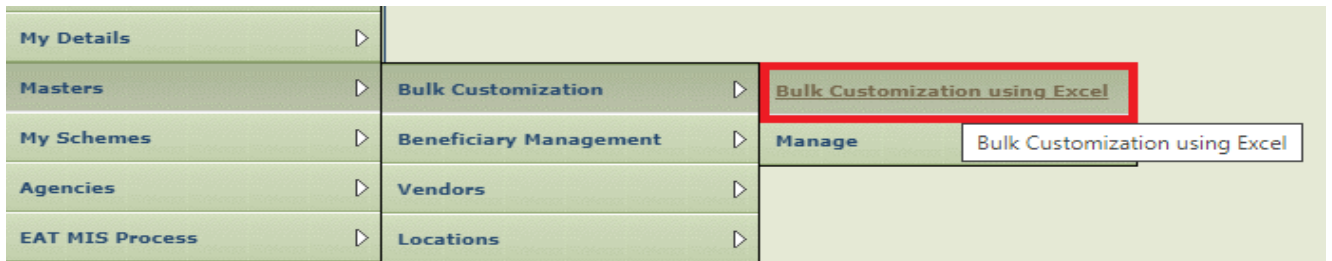 My Details
Masters
Bulk Customization
Bulk Customization using Excel
My Schemes
Beneficiary Management
Manage
Bulk Customization using Excel
Agencies
Vendors
EAT MIS Process
Locations